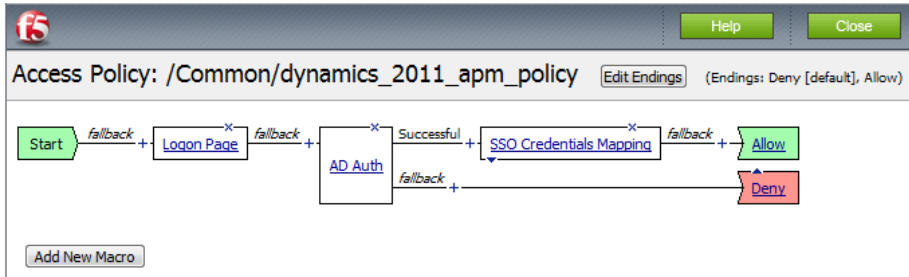 f5 Help Close
Access Policy: /Common/dynamics_2011_apm_policy Edit Endings (Endings: Deny [default], Allow)
Start fallback + Logon Page fallback + AD Auth Successful + SSO Credentials Mapping fallback + Allow
fallback + Deny
Add New Macro